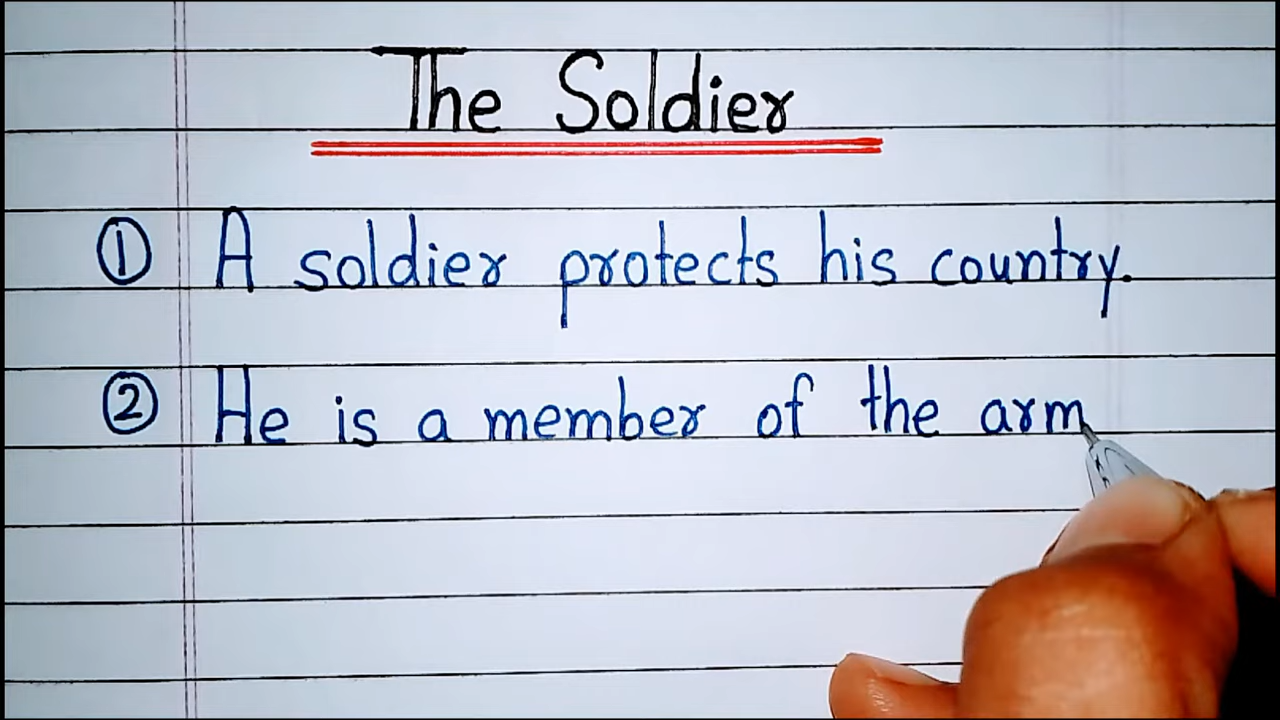 The Soldier
① A soldier protects his country.
② He is a member of the arm